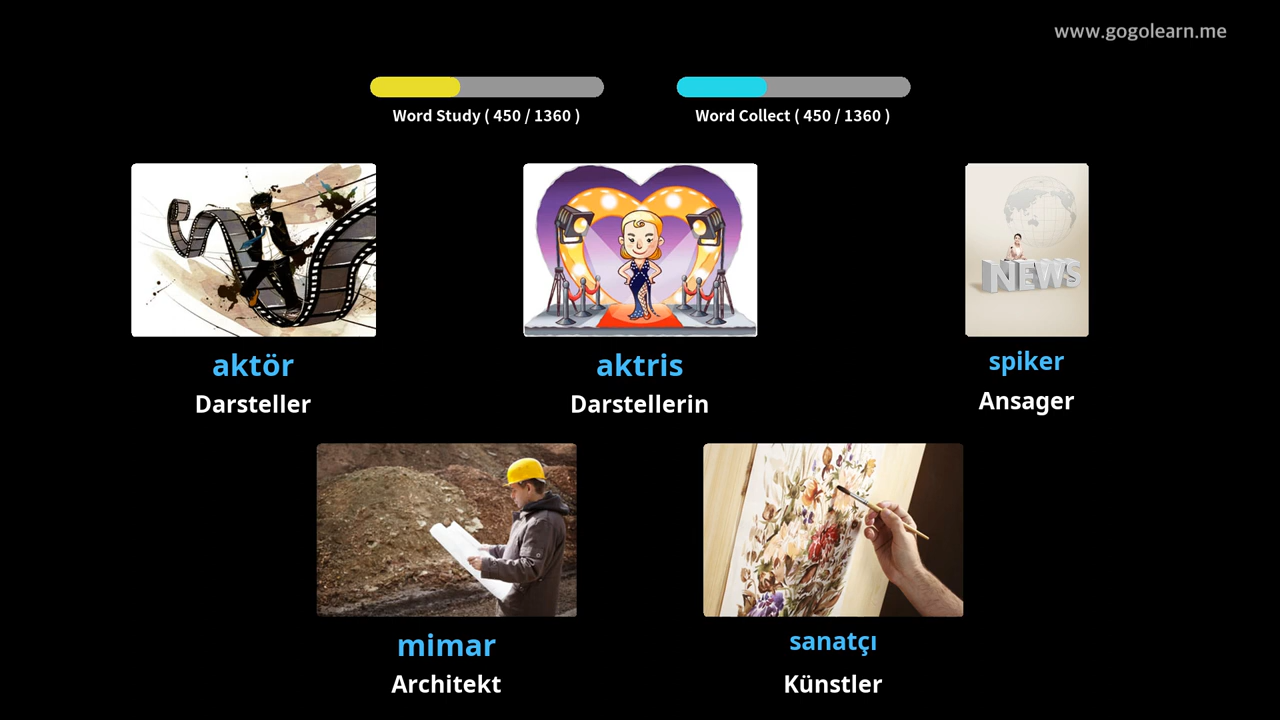 www.gogolearn.me
Word Study ( 450 / 1360 )
Word Collect ( 450 / 1360 )
NEWS
aktör
Darsteller
aktris
Darstellerin
spiker
Ansager
mimar
Architekt
sanatçı
Künstler